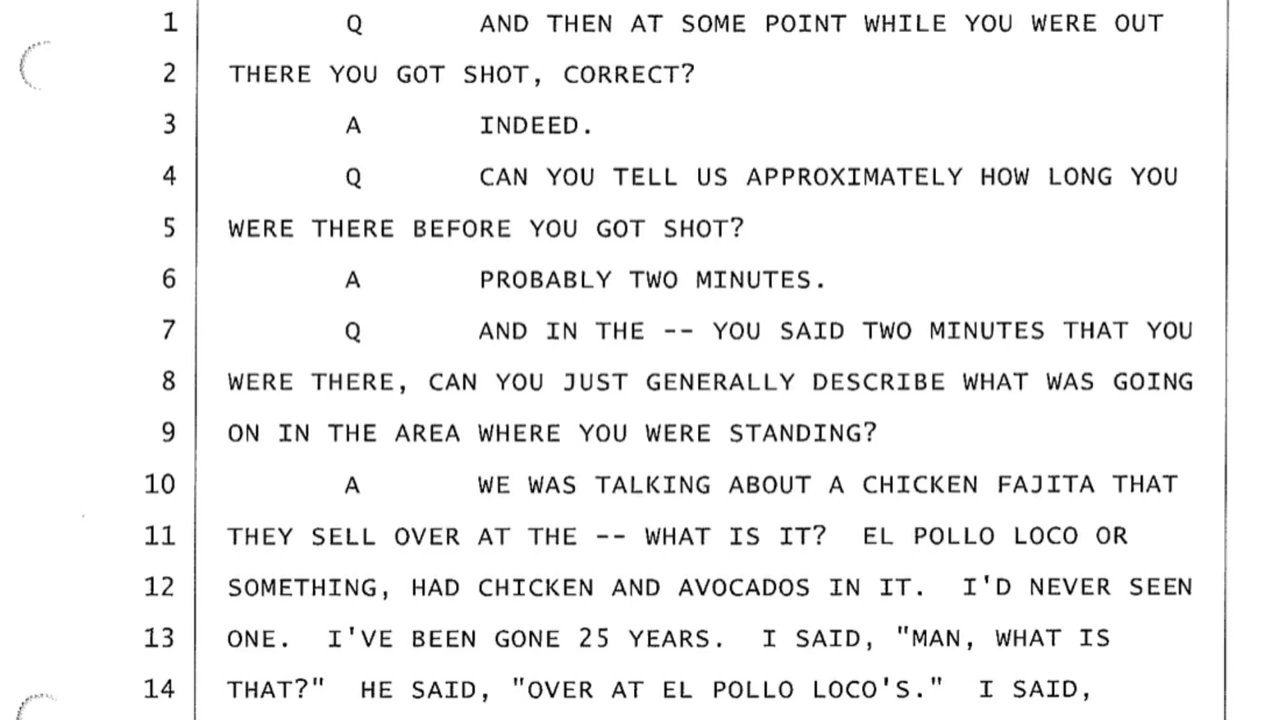 1 Q AND THEN AT SOME POINT WHILE YOU WERE OUT
2 THERE YOU GOT SHOT, CORRECT?
3 A INDEED.
4 Q CAN YOU TELL US APPROXIMATELY HOW LONG YOU
5 WERE THERE BEFORE YOU GOT SHOT?
6 A PROBABLY TWO MINUTES.
7 Q AND IN THE -- YOU SAID TWO MINUTES THAT YOU
8 WERE THERE, CAN YOU JUST GENERALLY DESCRIBE WHAT WAS GOING
9 ON IN THE AREA WHERE YOU WERE STANDING?
10 A WE WAS TALKING ABOUT A CHICKEN FAJITA THAT
11 THEY SELL OVER AT THE -- WHAT IS IT? EL POLLO LOCO OR
12 SOMETHING, HAD CHICKEN AND AVOCADOS IN IT. I'D NEVER SEEN
13 ONE. I'VE BEEN GONE 25 YEARS. I SAID, "MAN, WHAT IS
14 THAT?" HE SAID, "OVER AT EL POLLO LOCO'S." I SAID,